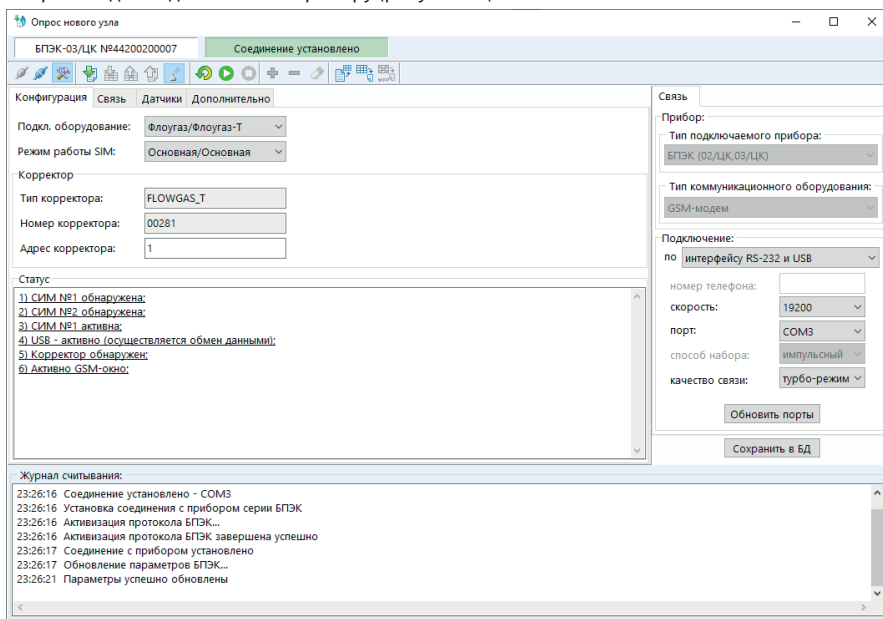 Опрос нового узла
БПЭК-03/ЦК №44200200007
Соединение установлено
Конфигурация Связь Датчики Дополнительно
Подкл. оборудование: Флоугаз/Флоугаз-Т
Режим работы SIM: Основная/Основная
Корректор
Тип корректора: FLOWGAS_T
Номер корректора: 00281
Адрес корректора: 1
Статус
1) СИМ №1 обнаружена;
2) СИМ №2 обнаружена;
3) СИМ №1 активна;
4) USB - активно (осуществляется обмен данными);
5) Корректор обнаружен;
6) Активно GSM-окно;
Связь
Прибор:
Тип подключаемого прибора:
БПЭК (02/ЦК,03/ЦК)
Тип коммуникационного оборудования:
GSM-модем
Подключение:
по интерфейсу RS-232 и USB
номер телефона:
скорость: 19200
порт: COM3
способ набора: импульсный
качество связи: турбо-режим
Обновить порты
Сохранить в БД
Журнал считывания:
23:26:16 Соединение установлено - COM3
23:26:16 Установка соединения с прибором серии БПЭК
23:26:16 Активизация протокола БПЭК...
23:26:16 Активизация протокола БПЭК завершена успешно
23:26:17 Соединение с прибором установлено
23:26:17 Обновление параметров БПЭК...
23:26:21 Параметры успешно обновлены